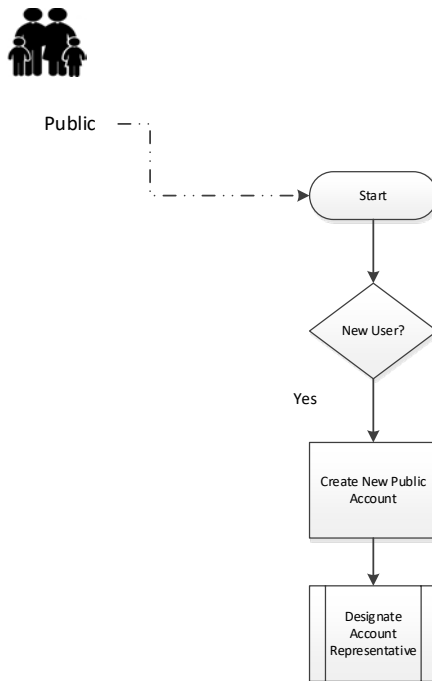 Public
Start
New User?
Yes
Create New Public
Account
Designate
Account
Representative